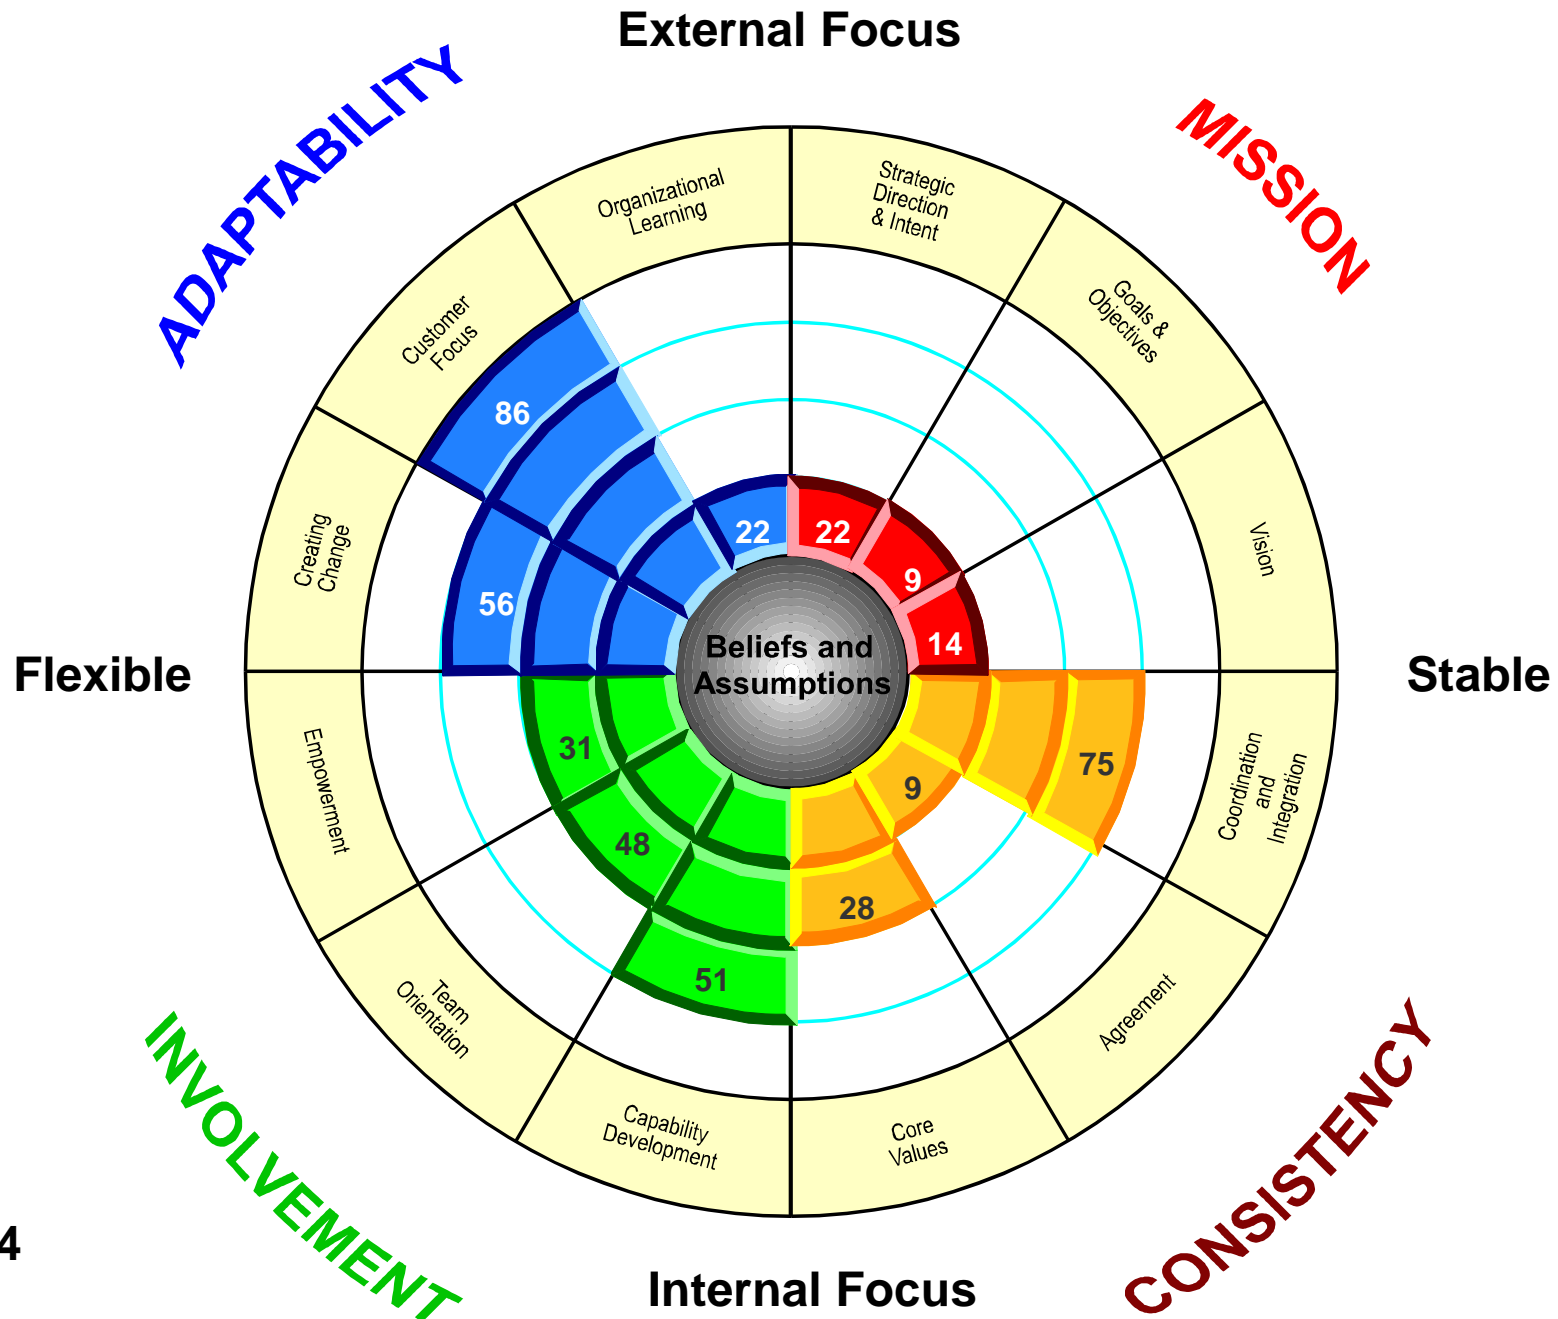 External Focus
ADAPTABILITY
MISSION
Organizational
Learning
Strategic
Direction
& Intent
Customer
Focus
Goals &
Objectives
Creating
Change
Vision
86
22
22
9
56
14
Beliefs and
Assumptions
Flexible
Stable
31
75
9
48
28
51
Empowerment
Coordination
and
Integration
Team
Orientation
Agreement
Capability
Development
Core
Values
INVOLVEMENT
CONSISTENCY
4
Internal Focus